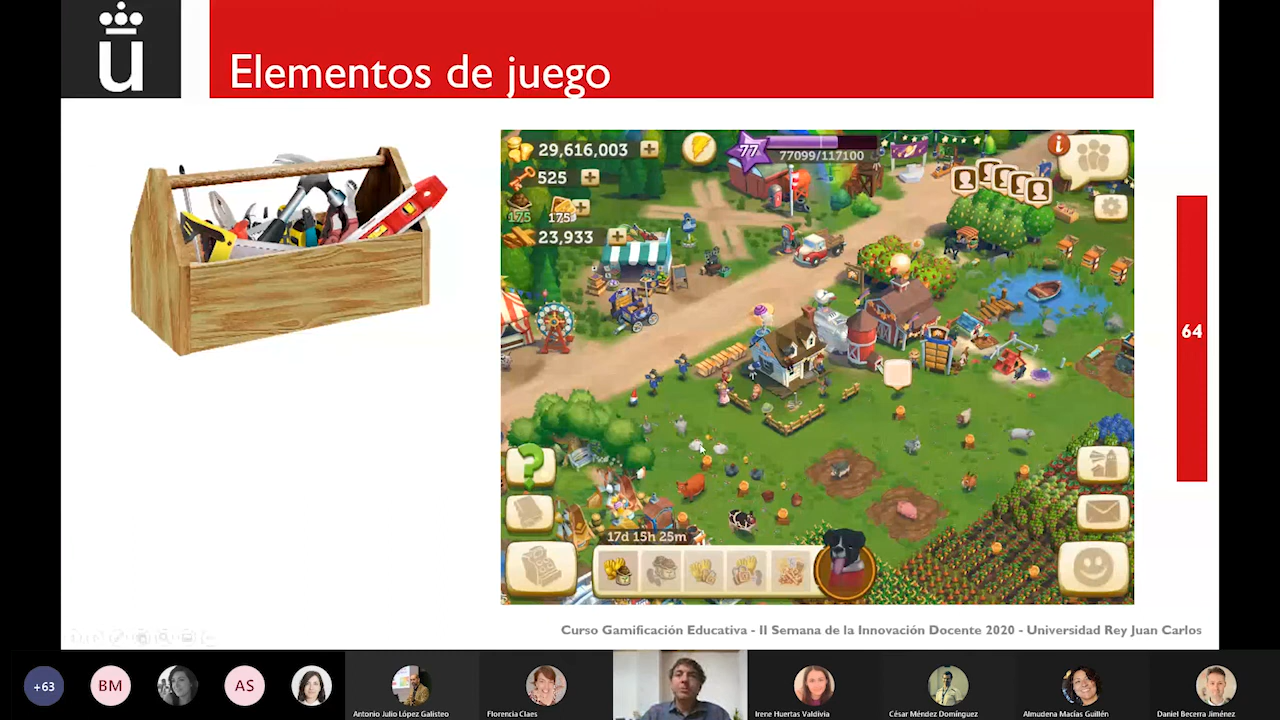 Elementos de juego
29,616,003
77
77099/117100
525
175
175
23,933
64
17d 15h 25m
Curso Gamificación Educativa - II Semana de la Innovación Docente 2020 - Universidad Rey Juan Carlos
+63
BM
AS
Antonio Julio López Galisteo
Florencia Claes
Irene Huertas Valdivia
César Méndez Domínguez
Almudena Macías Guillén
Daniel Becerra Jiménez